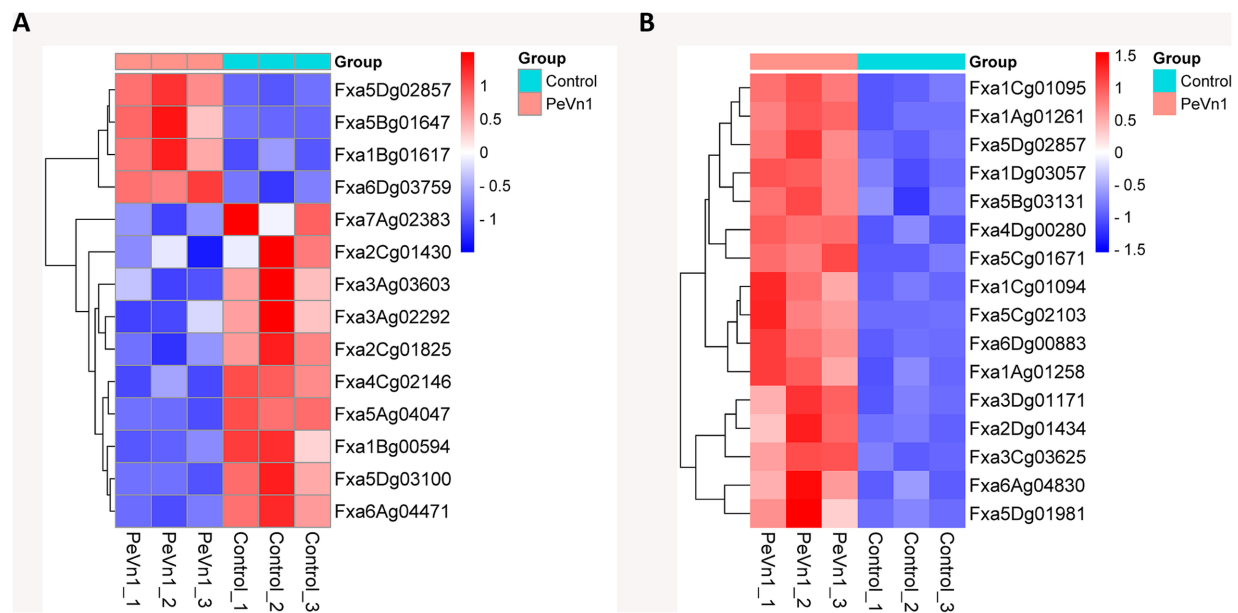 A
Group
Fxa5Dg02857
Fxa5Bg01647
Fxa1Bg01617
Fxa6Dg03759
Fxa7Ag02383
Fxa2Cg01430
Fxa3Ag03603
Fxa3Ag02292
Fxa2Cg01825
Fxa4Cg02146
Fxa5Ag04047
Fxa1Bg00594
Fxa5Dg03100
Fxa6Ag04471
PeVn1_1
PeVn1_2
PeVn1_3
Control_1
Control_2
Control_3
1
0.5
0
- 0.5
- 1
Group
Control
PeVn1
B
Group
Fxa1Cg01095
Fxa1Ag01261
Fxa5Dg02857
Fxa1Dg03057
Fxa5Bg03131
Fxa4Dg00280
Fxa5Cg01671
Fxa1Cg01094
Fxa5Cg02103
Fxa6Dg00883
Fxa1Ag01258
Fxa3Dg01171
Fxa2Dg01434
Fxa3Cg03625
Fxa6Ag04830
Fxa5Dg01981
PeVn1_1
PeVn1_2
PeVn1_3
Control_1
Control_2
Control_3
1.5
1
0.5
0
- 0.5
- 1
- 1.5
Group
Control
PeVn1